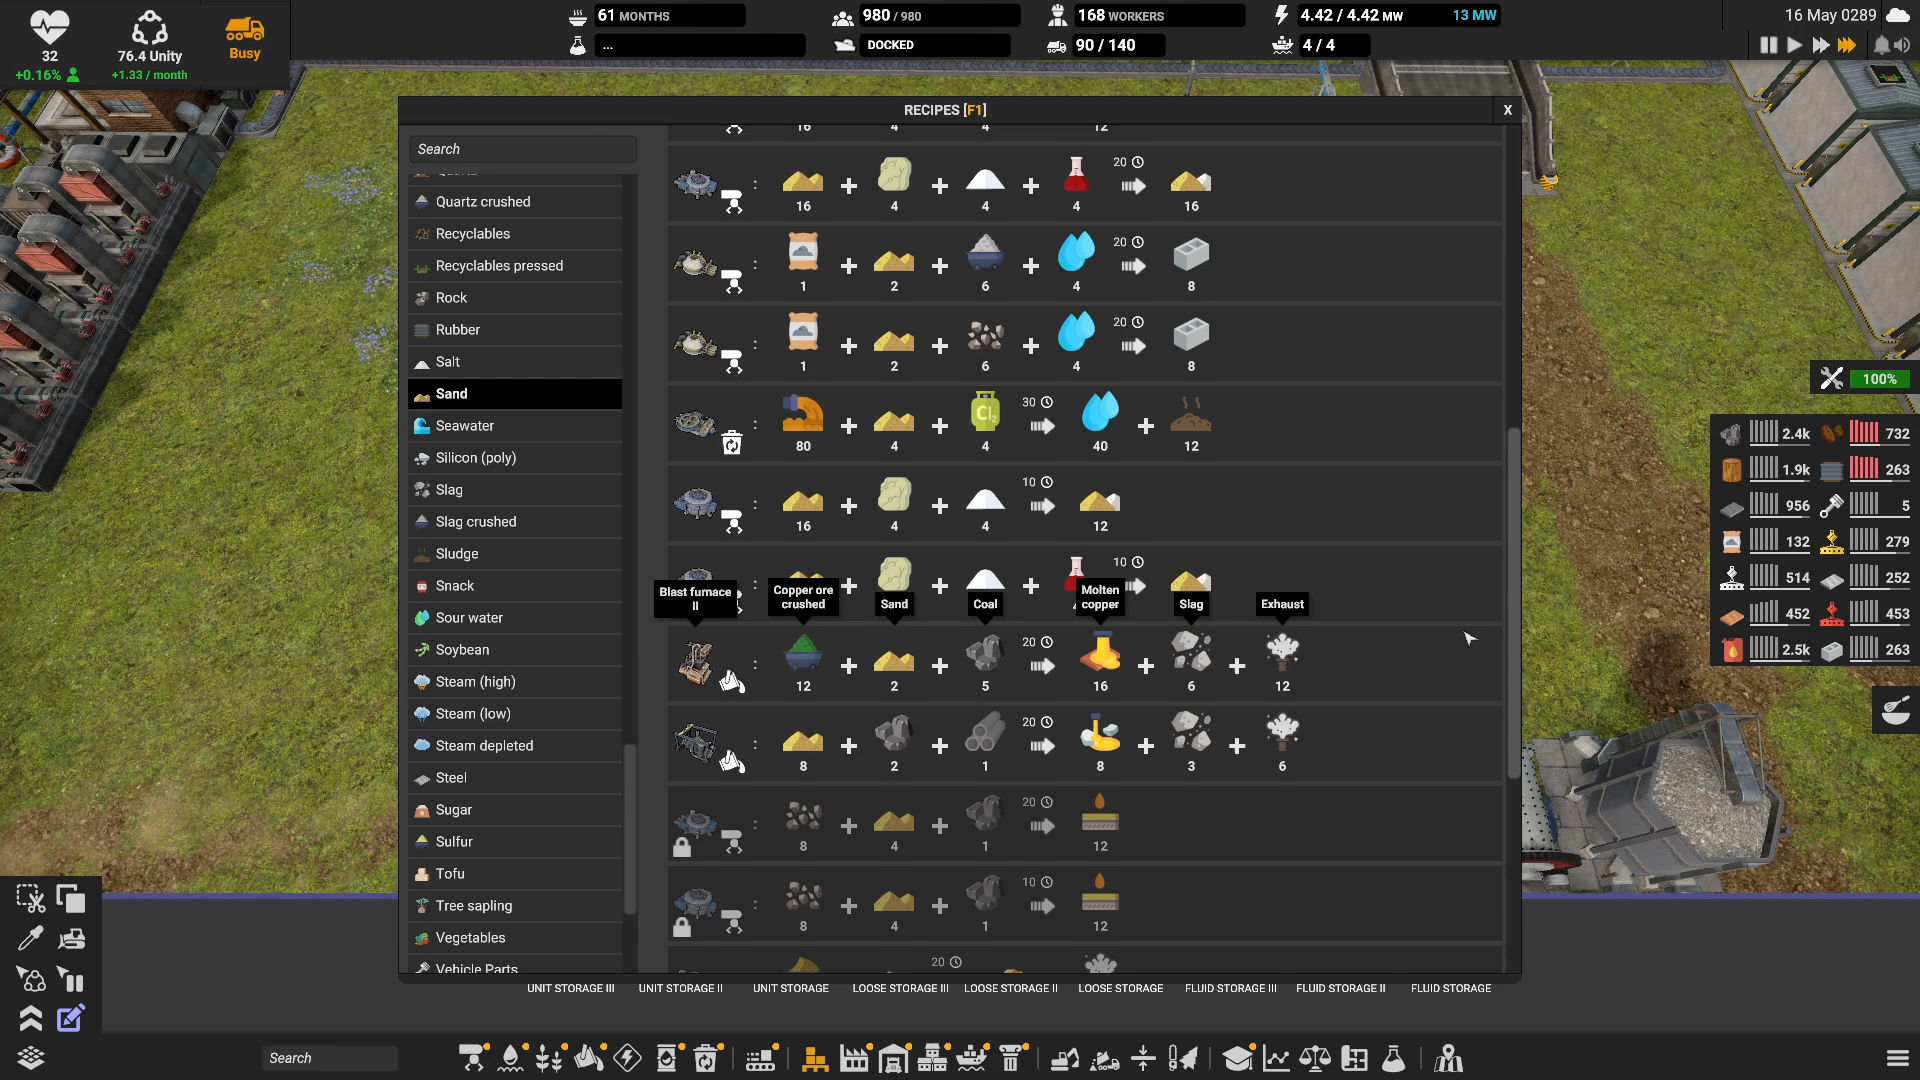 32
+0.16%
76.4 Unity
+1.33 / month
Busy
61 MONTHS
...
980 / 980
DOCKED
168 WORKERS
90 / 140
4.42 / 4.42 MW
13 MW
4 / 4
16 May 0289
RECIPES [F1]
X
Search
Quartz
Quartz crushed
Recyclables
Recyclables pressed
Rock
Rubber
Salt
Sand
Seawater
Silicon (poly)
Slag
Slag crushed
Sludge
Snack
Sour water
Soybean
Steam (high)
Steam (low)
Steam depleted
Steel
Sugar
Sulfur
Tofu
Tree sapling
Vegetables
Vehicle Parts
16 4 4 12
: + + + 20
16 4 4 4 16
: + + + 20
1 2 6 4 8
: + + + 20
1 2 6 4 8
: + + Cl2 30 +
80 4 4 40 12
: + + 10
16 4 4 12
+ + + 10
Blast furnace II
Copper ore crushed
Sand
Coal
Molten copper
Slag
Exhaust
: + + 20 + +
12 2 5 16 6 12
: + + 20 + +
8 2 1 8 3 6
: + + 20
8 4 1 12
: + + 10
8 4 1 12
20
100%
2.4k 732
1.9k 263
956 5
132 279
514 252
452 453
2.5k 263
UNIT STORAGE III
UNIT STORAGE II
UNIT STORAGE
LOOSE STORAGE III
LOOSE STORAGE II
LOOSE STORAGE
FLUID STORAGE III
FLUID STORAGE II
FLUID STORAGE
Search